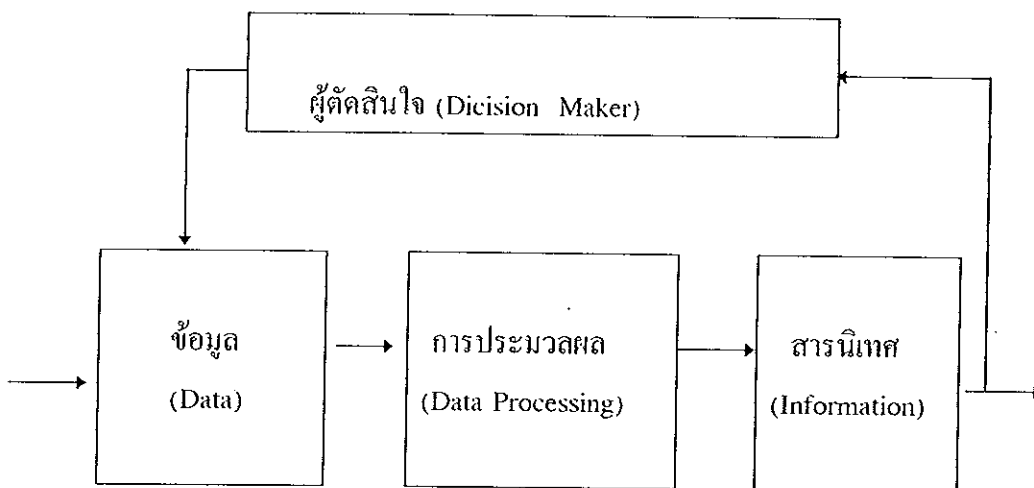 ผู้ตัดสินใจ (Dicision Maker)
ข้อมูล
(Data)
การประมวลผล
(Data Processing)
สารนิเทศ
(Information)